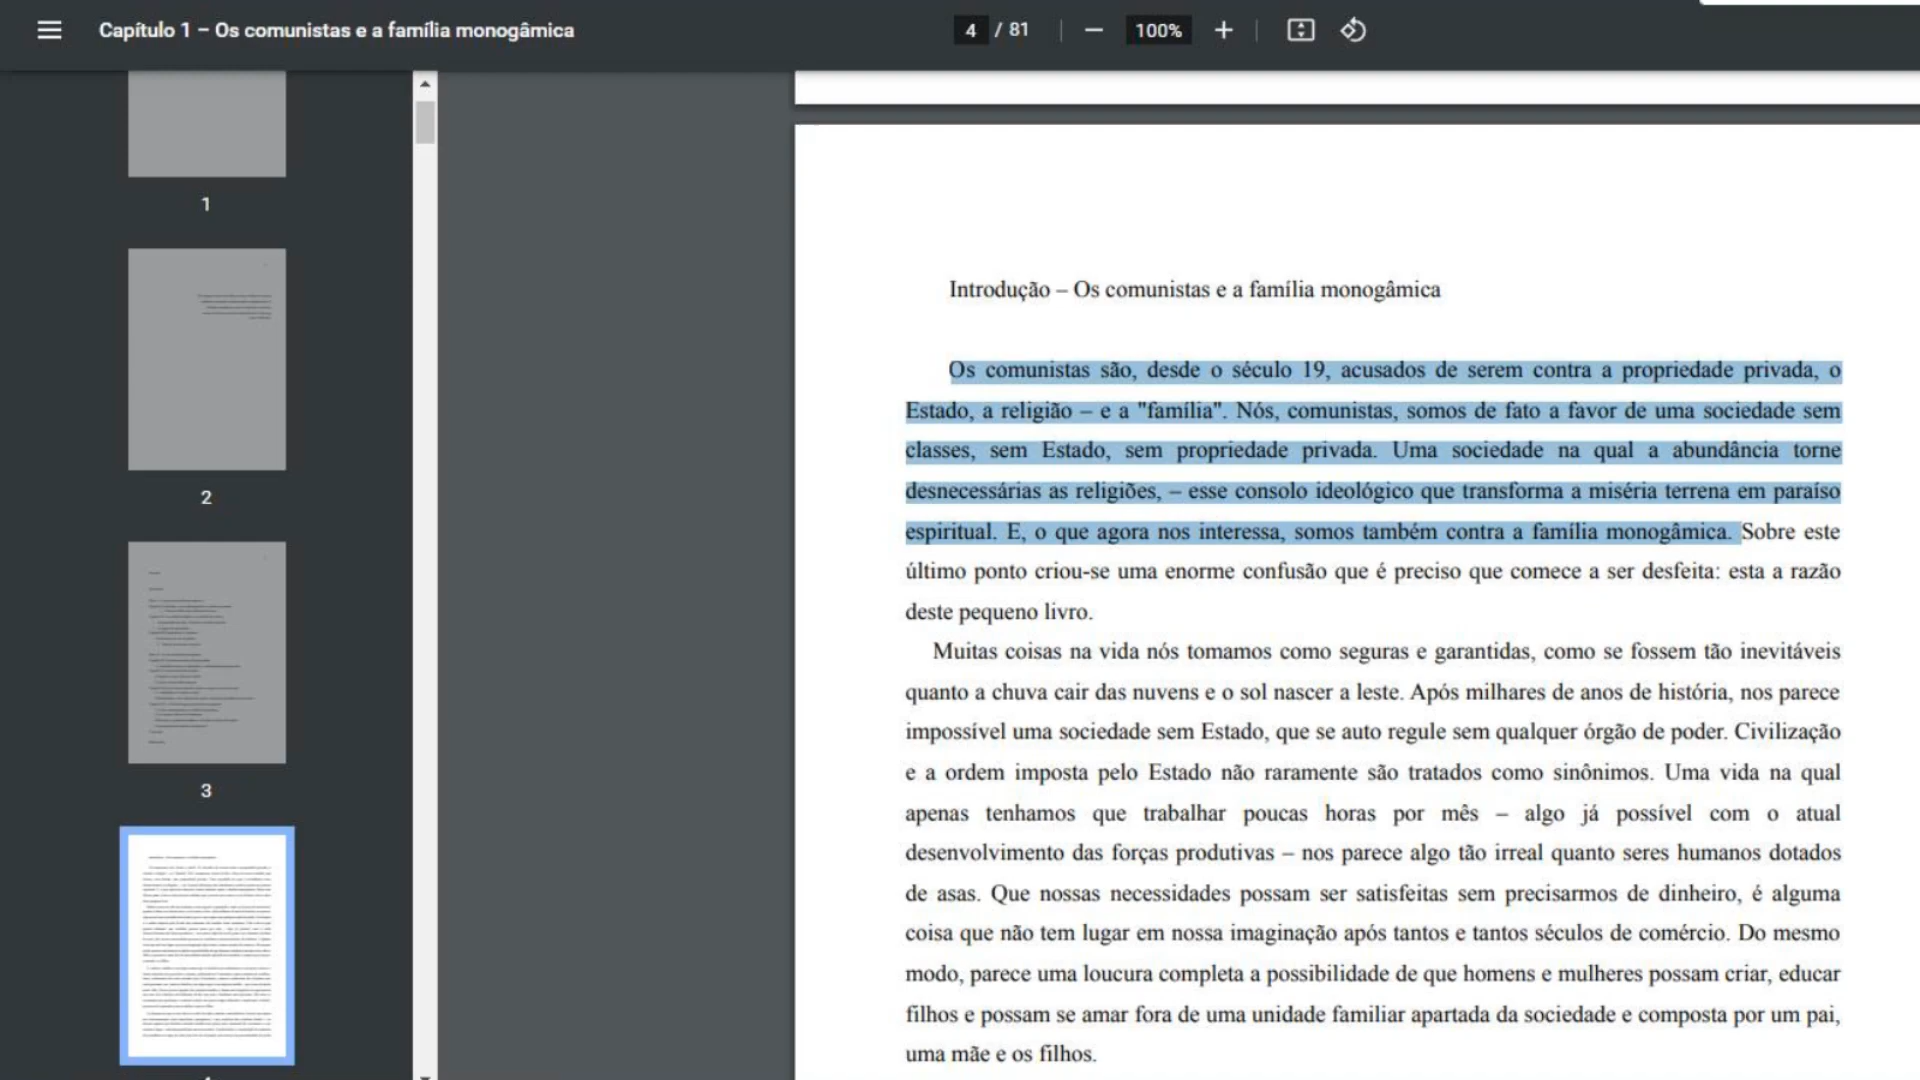 Capítulo 1 – Os comunistas e a família monogâmica
4 / 81
100%
1
2
3
Introdução – Os comunistas e a família monogâmica
Os comunistas são, desde o século 19, acusados de serem contra a propriedade privada, o
Estado, a religião – e a "família". Nós, comunistas, somos de fato a favor de uma sociedade sem
classes, sem Estado, sem propriedade privada. Uma sociedade na qual a abundância torne
desnecessárias as religiões, – esse consolo ideológico que transforma a miséria terrena em paraíso
espiritual. E, o que agora nos interessa, somos também contra a família monogâmica. Sobre este
último ponto criou-se uma enorme confusão que é preciso que comece a ser desfeita: esta a razão
deste pequeno livro.
Muitas coisas na vida nós tomamos como seguras e garantidas, como se fossem tão inevitáveis
quanto a chuva cair das nuvens e o sol nascer a leste. Após milhares de anos de história, nos parece
impossível uma sociedade sem Estado, que se auto regule sem qualquer órgão de poder. Civilização
e a ordem imposta pelo Estado não raramente são tratados como sinônimos. Uma vida na qual
apenas tenhamos que trabalhar poucas horas por mês – algo já possível com o atual
desenvolvimento das forças produtivas – nos parece algo tão irreal quanto seres humanos dotados
de asas. Que nossas necessidades possam ser satisfeitas sem precisarmos de dinheiro, é alguma
coisa que não tem lugar em nossa imaginação após tantos e tantos séculos de comércio. Do mesmo
modo, parece uma loucura completa a possibilidade de que homens e mulheres possam criar, educar
filhos e possam se amar fora de uma unidade familiar apartada da sociedade e composta por um pai,
uma mãe e os filhos.